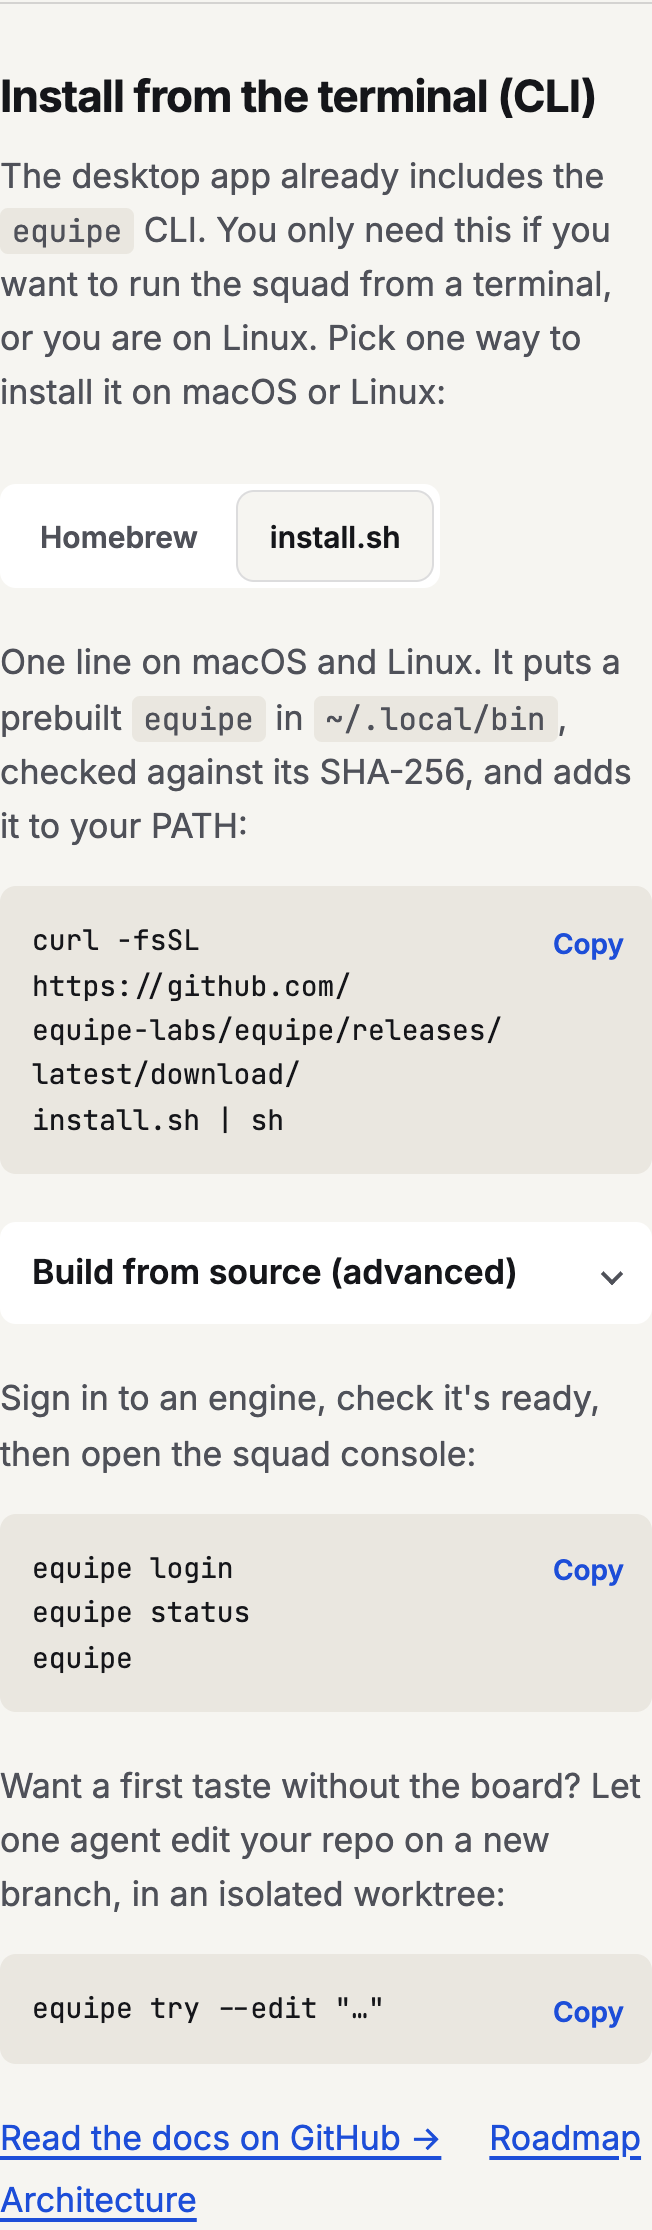 Install from the terminal (CLI)
The desktop app already includes the
equipe CLI. You only need this if you
want to run the squad from a terminal,
or you are on Linux. Pick one way to
install it on macOS or Linux:
Homebrew install.sh
One line on macOS and Linux. It puts a
prebuilt equipe in ~/.local/bin,
checked against its SHA-256, and adds
it to your PATH:
curl -fsSL Copy
https://github.com/
equipe-labs/equipe/releases/
latest/download/
install.sh | sh
Build from source (advanced)
Sign in to an engine, check it's ready,
then open the squad console:
equipe login Copy
equipe status
equipe
Want a first taste without the board? Let
one agent edit your repo on a new
branch, in an isolated worktree:
equipe try --edit "…" Copy
Read the docs on GitHub → Roadmap
Architecture